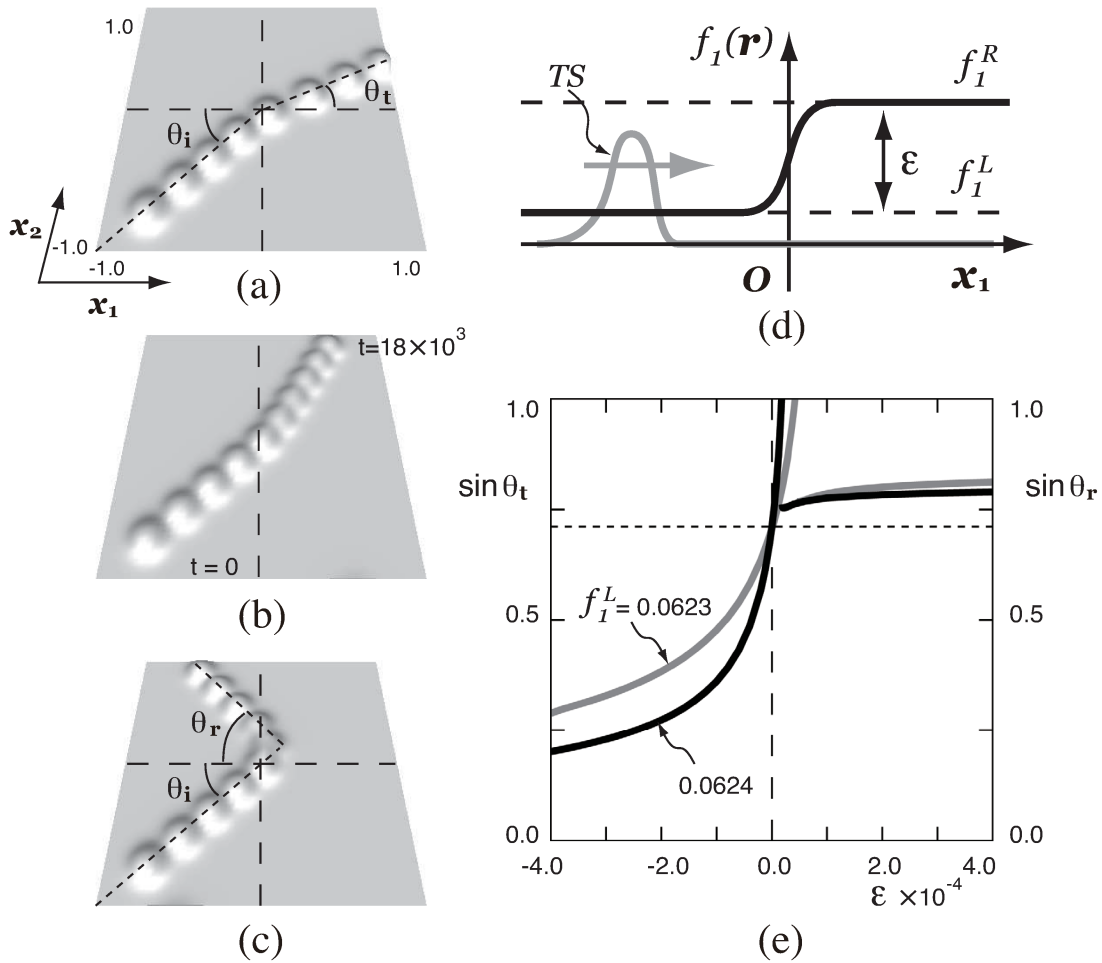 1.0
θt
θi
x2
-1.0
-1.0
1.0
x1
(a)
t=18×10³
t = 0
(b)
θr
θi
(c)
f1(r)
TS
f1^R
f1^L
ε
O
x1
(d)
1.0
1.0
sin θt
sin θr
f1^L = 0.0623
0.5
0.5
0.0624
0.0
0.0
-4.0
-2.0
0.0
2.0
4.0
ε ×10⁻⁴
(e)